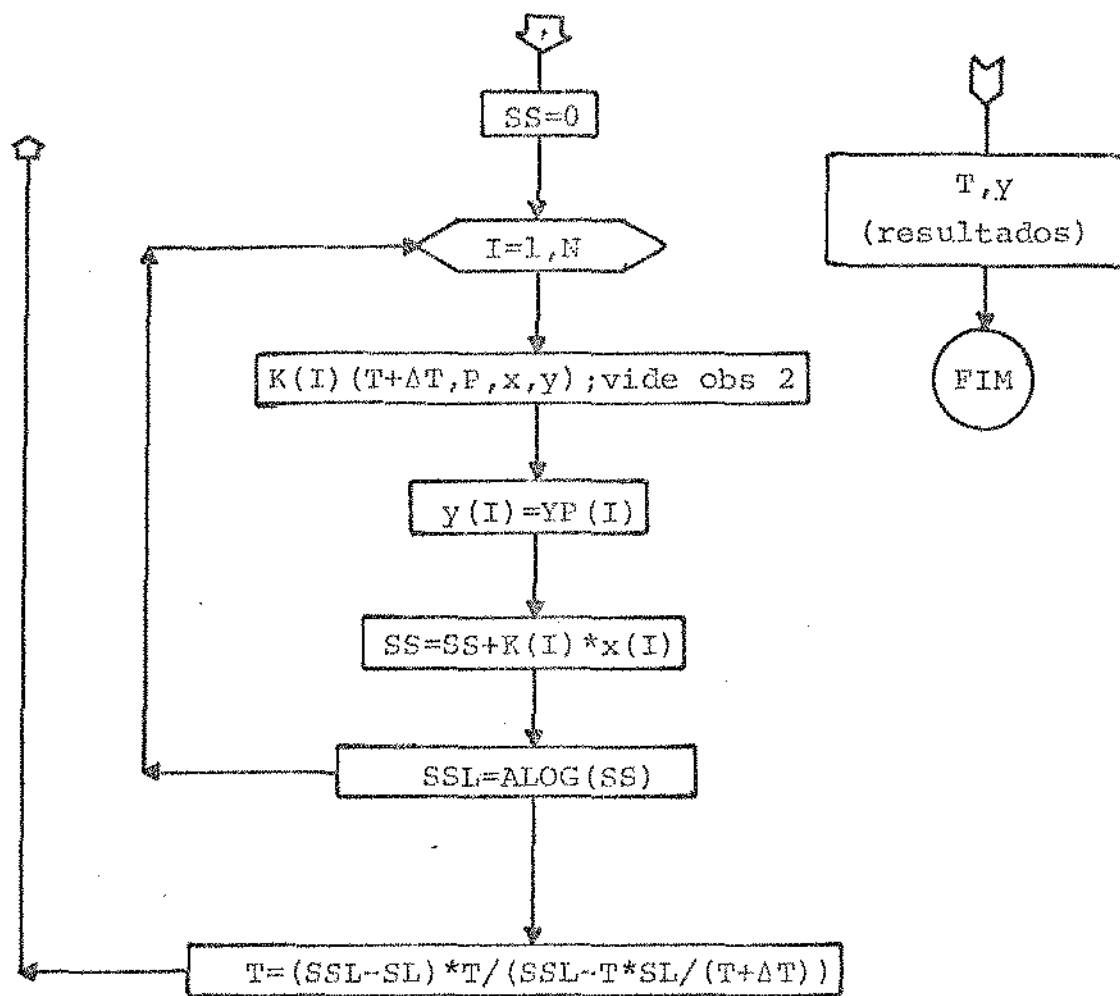 SS=0
I=1,N
K(I)(T+ΔT,P,x,y);vide obs 2
y(I)=YP(I)
SS=SS+K(I)*x(I)
SSL=ALOG(SS)
T=(SSL-SL)*T/(SSL-T*SL/(T+ΔT))
T,y
(resultados)
FIM